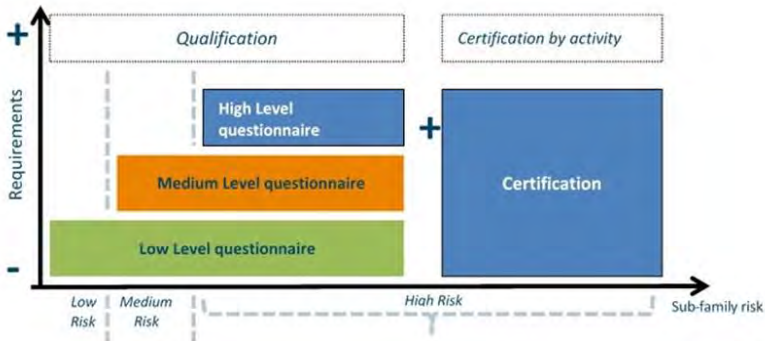 +
Qualification
Certification by activity
Requirements
High Level
questionnaire
+
Medium Level questionnaire
Certification
Low Level questionnaire
-
Low
Risk
Medium
Risk
High Risk
Sub-family risk